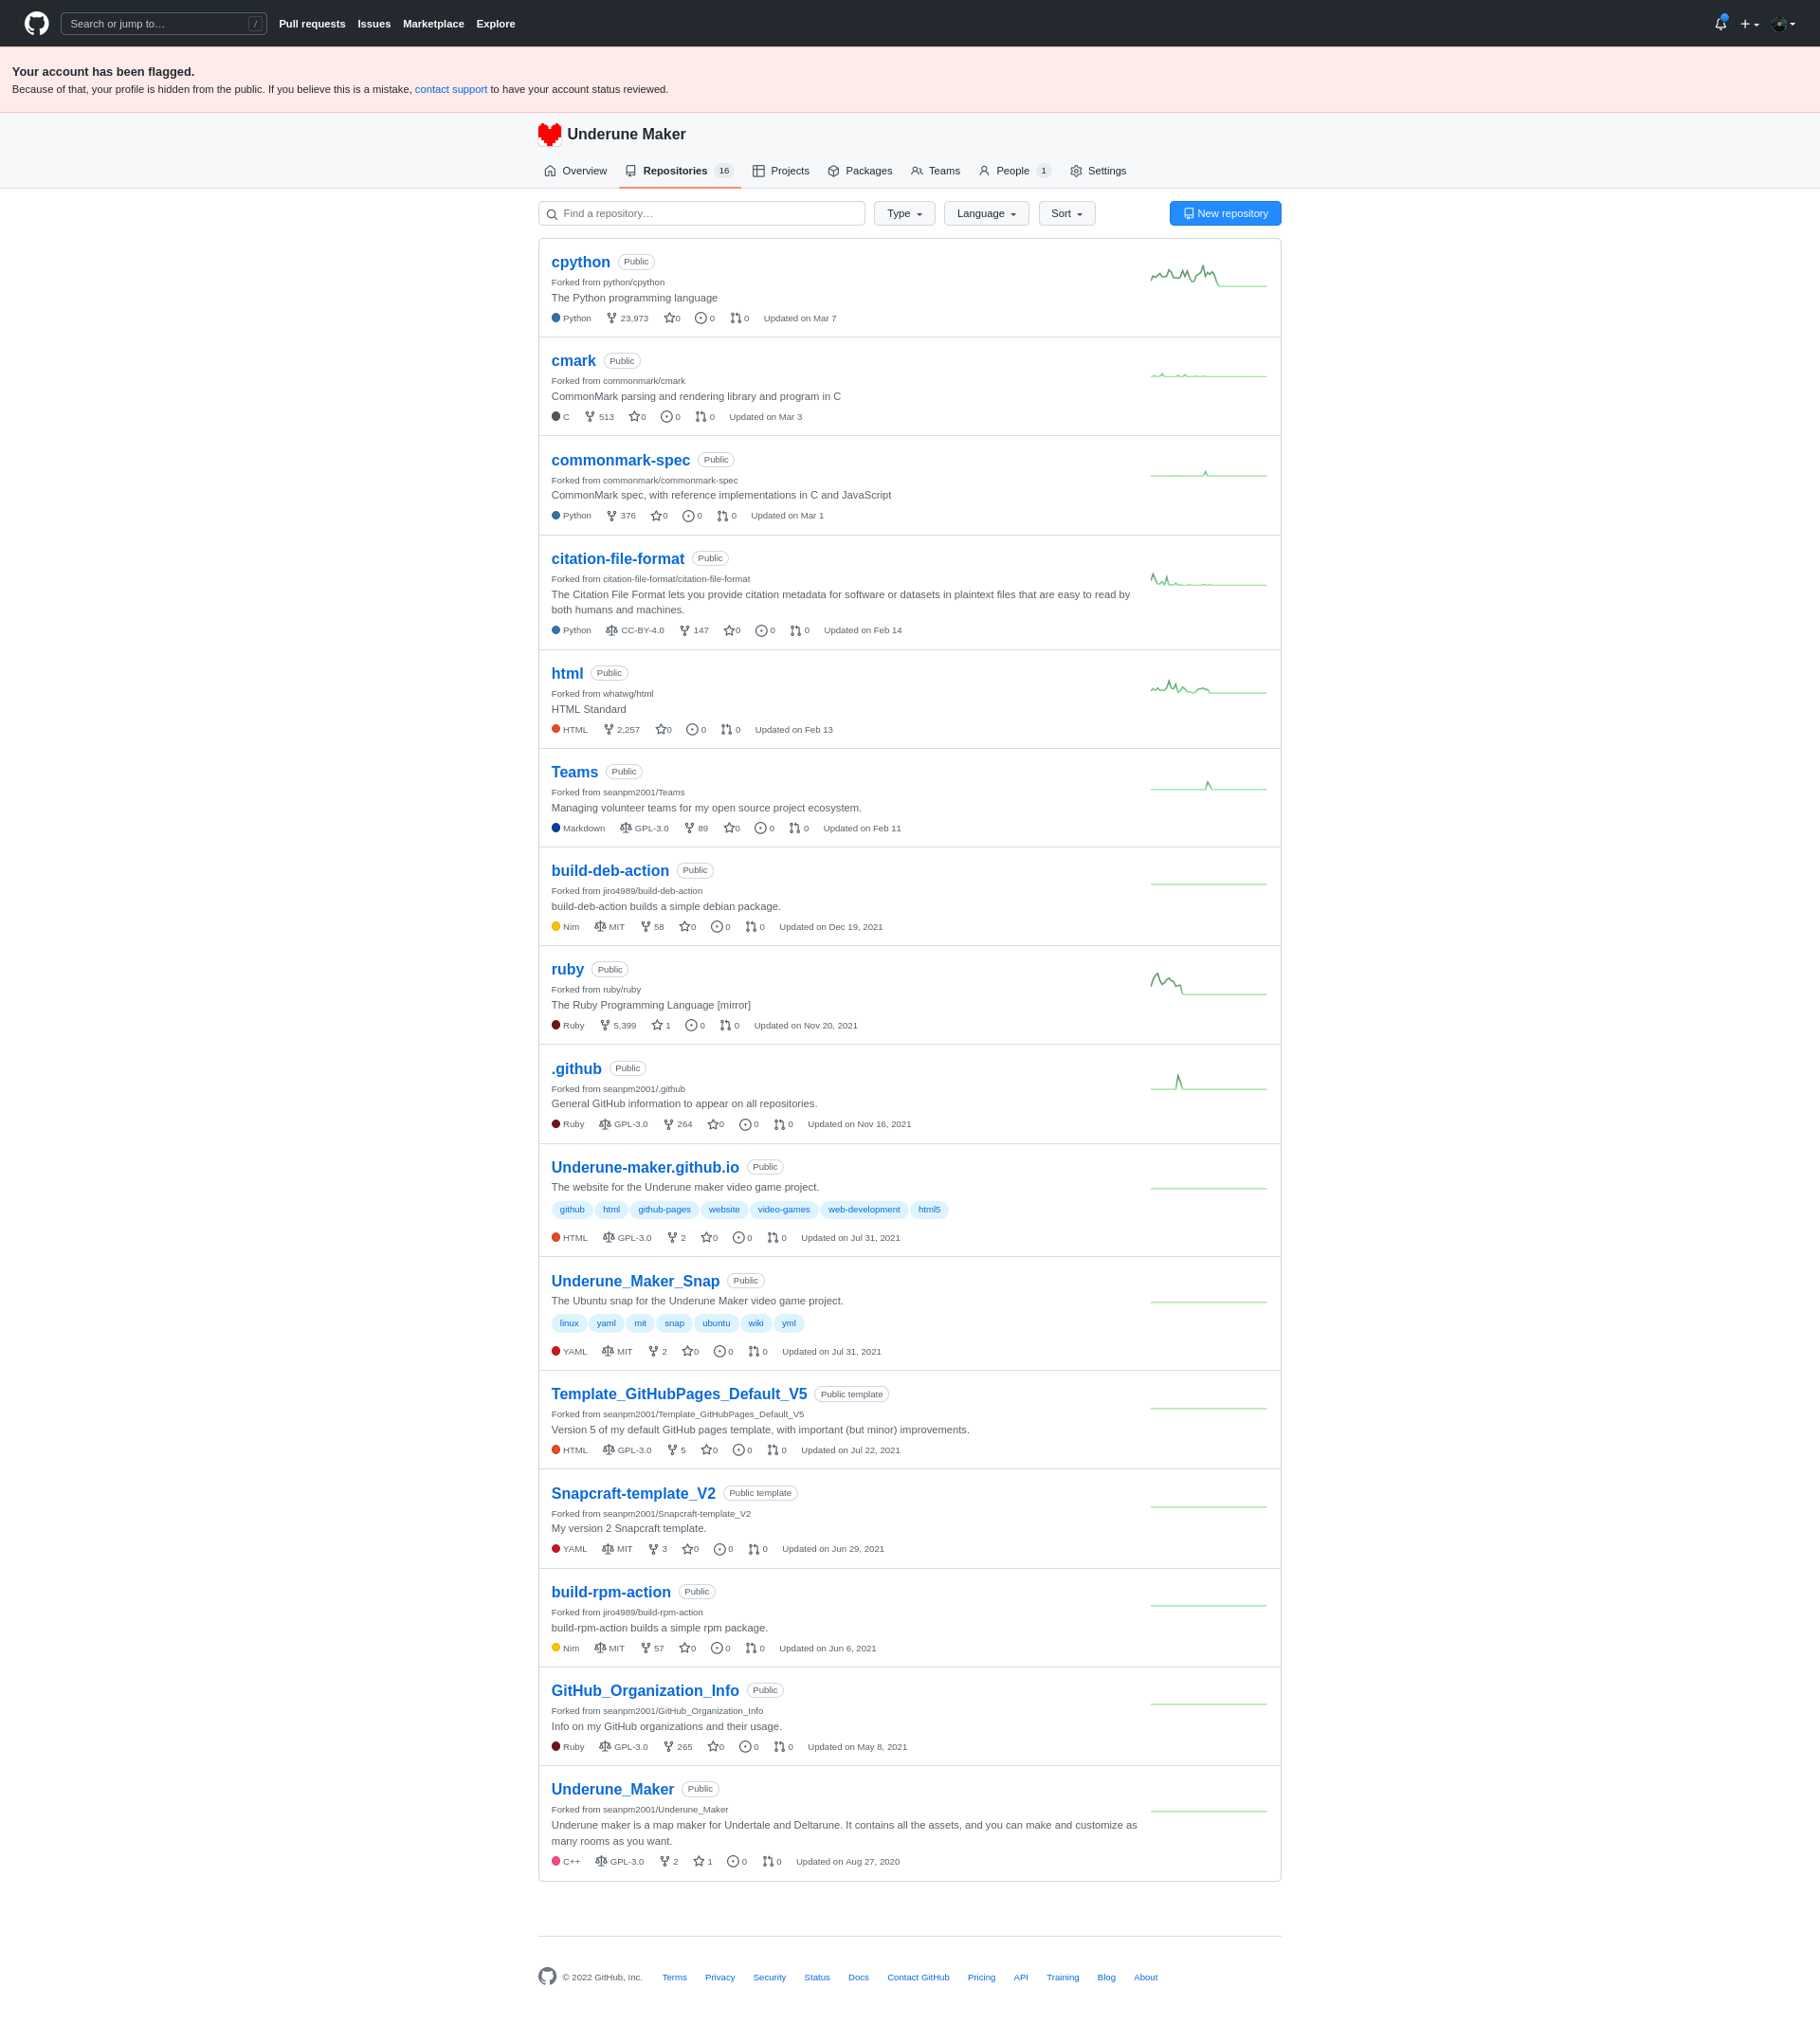 Search or jump to… /
Pull requests Issues Marketplace Explore
Your account has been flagged.
Because of that, your profile is hidden from the public. If you believe this is a mistake, contact support to have your account status reviewed.
Underune Maker
Overview Repositories 16 Projects Packages Teams People 1 Settings
Find a repository… Type Language Sort New repository
cpython Public
Forked from python/cpython
The Python programming language
Python 23,973 0 0 0 Updated on Mar 7
cmark Public
Forked from commonmark/cmark
CommonMark parsing and rendering library and program in C
C 513 0 0 0 Updated on Mar 3
commonmark-spec Public
Forked from commonmark/commonmark-spec
CommonMark spec, with reference implementations in C and JavaScript
Python 376 0 0 0 Updated on Mar 1
citation-file-format Public
Forked from citation-file-format/citation-file-format
The Citation File Format lets you provide citation metadata for software or datasets in plaintext files that are easy to read by
both humans and machines.
Python CC-BY-4.0 147 0 0 0 Updated on Feb 14
html Public
Forked from whatwg/html
HTML Standard
HTML 2,257 0 0 0 Updated on Feb 13
Teams Public
Forked from seanpm2001/Teams
Managing volunteer teams for my open source project ecosystem.
Markdown GPL-3.0 89 0 0 0 Updated on Feb 11
build-deb-action Public
Forked from jiro4989/build-deb-action
build-deb-action builds a simple debian package.
Nim MIT 58 0 0 0 Updated on Dec 19, 2021
ruby Public
Forked from ruby/ruby
The Ruby Programming Language [mirror]
Ruby 5,399 1 0 0 Updated on Nov 20, 2021
.github Public
Forked from seanpm2001/.github
General GitHub information to appear on all repositories.
Ruby GPL-3.0 264 0 0 0 Updated on Nov 16, 2021
Underune-maker.github.io Public
The website for the Underune maker video game project.
github html github-pages website video-games web-development html5
HTML GPL-3.0 2 0 0 0 Updated on Jul 31, 2021
Underune_Maker_Snap Public
The Ubuntu snap for the Underune Maker video game project.
linux yaml mit snap ubuntu wiki yml
YAML MIT 2 0 0 0 Updated on Jul 31, 2021
Template_GitHubPages_Default_V5 Public template
Forked from seanpm2001/Template_GitHubPages_Default_V5
Version 5 of my default GitHub pages template, with important (but minor) improvements.
HTML GPL-3.0 5 0 0 0 Updated on Jul 22, 2021
Snapcraft-template_V2 Public template
Forked from seanpm2001/Snapcraft-template_V2
My version 2 Snapcraft template.
YAML MIT 3 0 0 0 Updated on Jun 29, 2021
build-rpm-action Public
Forked from jiro4989/build-rpm-action
build-rpm-action builds a simple rpm package.
Nim MIT 57 0 0 0 Updated on Jun 6, 2021
GitHub_Organization_Info Public
Forked from seanpm2001/GitHub_Organization_Info
Info on my GitHub organizations and their usage.
Ruby GPL-3.0 265 0 0 0 Updated on May 8, 2021
Underune_Maker Public
Forked from seanpm2001/Underune_Maker
Underune maker is a map maker for Undertale and Deltarune. It contains all the assets, and you can make and customize as
many rooms as you want.
C++ GPL-3.0 2 1 0 0 Updated on Aug 27, 2020
© 2022 GitHub, Inc. Terms Privacy Security Status Docs Contact GitHub Pricing API Training Blog About